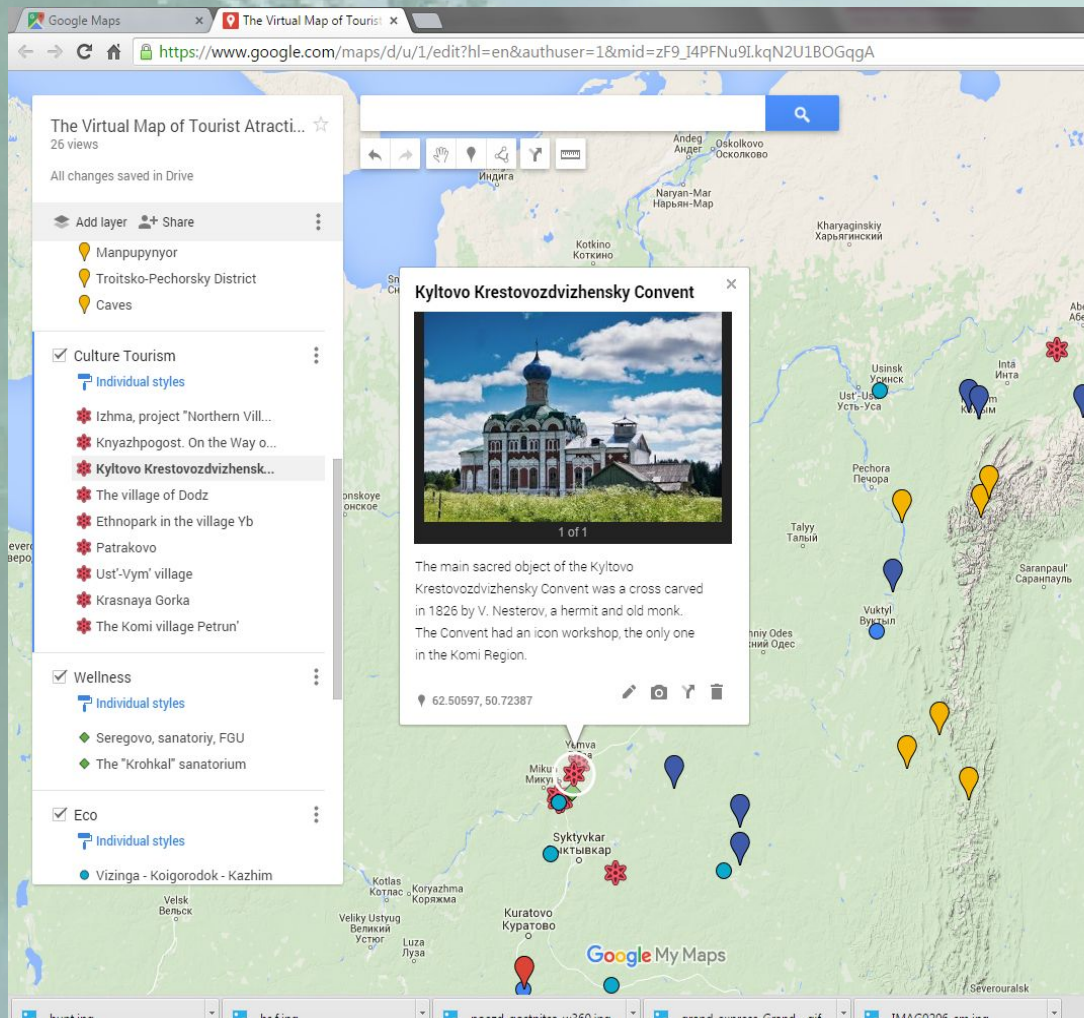 Google Maps
The Virtual Map of Tourist
https://www.google.com/maps/d/u/1/edit?hl=en&authuser=1&mid=zF9_I4PFNu9I.kqN2U1BOGqgA
The Virtual Map of Tourist Atracti...
26 views
All changes saved in Drive
Add layer
Share
Manpupynyor
Troitsko-Pechorsky District
Caves
Culture Tourism
Individual styles
Izhma, project "Northern Vill...
Knyazhpogost. On the Way o...
Kyltovo Krestovozdvizhensk...
The village of Dodz
Ethnopark in the village Yb
Patrakovo
Ust'-Vym' village
Krasnaya Gorka
The Komi village Petrun'
Wellness
Individual styles
Seregovo, sanatoriy, FGU
The "Krohkal" sanatorium
Eco
Individual styles
Vizinga - Koigorodok - Kazhim
Kyltovo Krestovozdvizhensky Convent
1 of 1
The main sacred object of the Kyltovo
Krestovozdvizhensky Convent was a cross carved
in 1826 by V. Nesterov, a hermit and old monk.
The Convent had an icon workshop, the only one
in the Komi Region.
62.50597, 50.72387
Andeg
Андег
Oskolkovo
Осколково
Индига
Naryan-Mar
Нарьян-Мар
Kharyaginskiy
Харьягинский
Kotkino
Коткино
Usinsk
Усинск
Ust'-Usa
Усть-Уса
Inta
Инта
Pechora
Печора
Talyy
Талый
Saranpaul'
Саранпауль
Vuktyl
Вуктыл
Yemva
Syktyvkar
Kotlas
Котлас
Koryazhma
Коряжма
Velsk
Вельск
Veliky Ustyug
Великий
Устюг
Luza
Луза
Kuratovo
Куратово
Severouralsk
Google My Maps